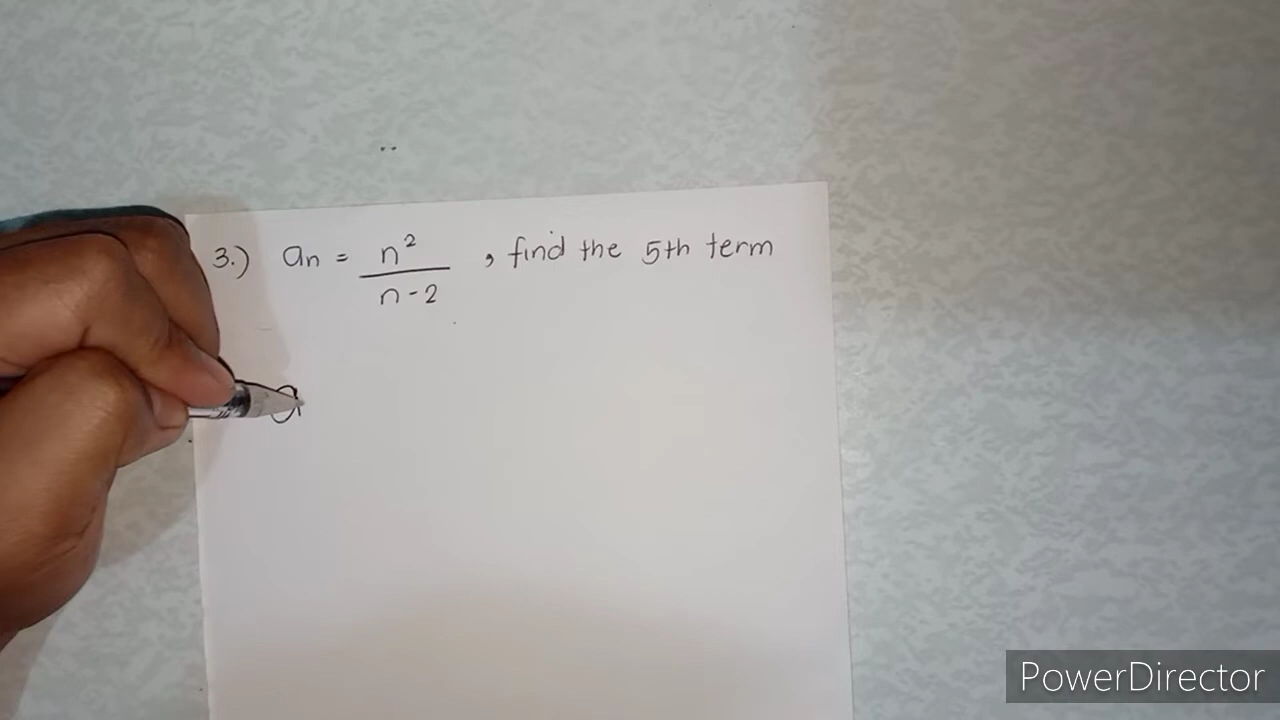 3.) an = n²/n-2 , find the 5th term
a
PowerDirector